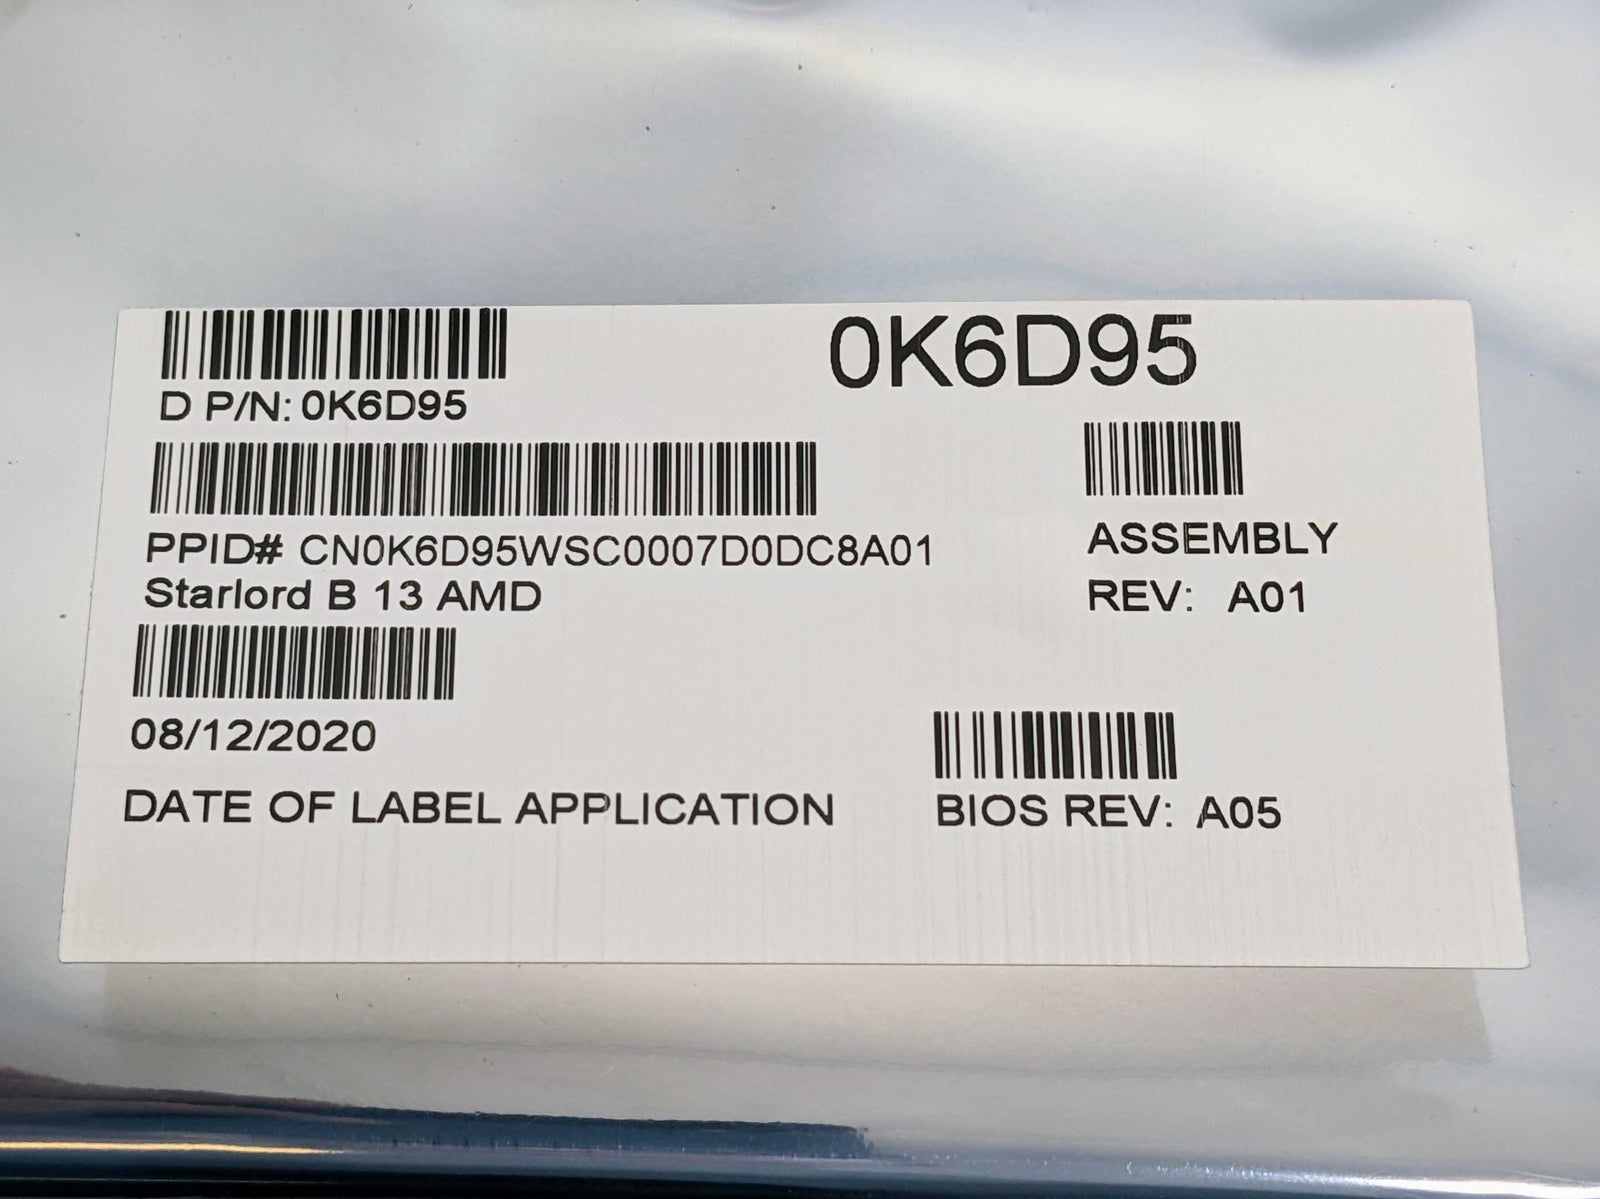 0K6D95
D P/N: 0K6D95
PPID# CN0K6D95WSC0007D0DC8A01
Starlord B 13 AMD
ASSEMBLY
REV: A01
08/12/2020
DATE OF LABEL APPLICATION
BIOS REV: A05